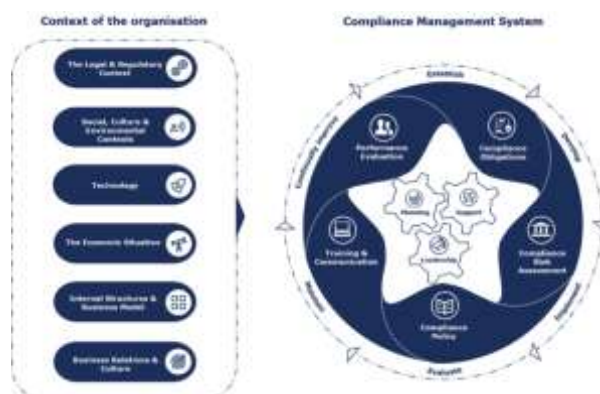 Context of the organisation
The Legal & Regulatory
Context
Social, Culture &
Environmental
Contexts
Technology
The Economic Situation
Internal Structures &
Business Model
Business Relations &
Culture
Compliance Management System
Establish
Develop
Implement
Evaluate
Maintain
Continually Improve
Performance
Evaluation
Compliance
Obligations
Compliance
Risk
Assessment
Compliance
Policy
Training &
Communication
Planning
Support
Leadership